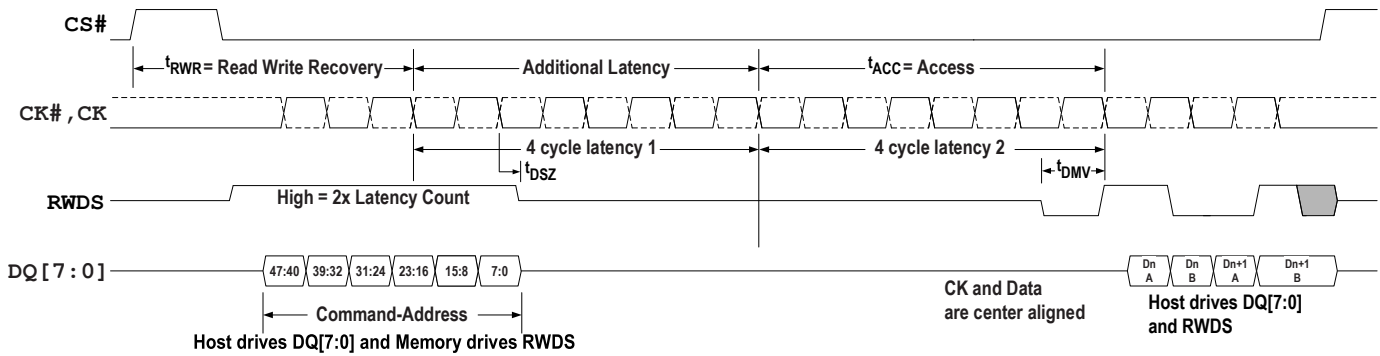 CS#
tRWR= Read Write Recovery
Additional Latency
tACC= Access
CK#,CK
4 cycle latency 1
4 cycle latency 2
tDSZ
tDMV
RWDS
High = 2x Latency Count
DQ[7:0]
47:40 39:32 31:24 23:16 15:8 7:0
Dn A
Dn B
Dn+1 A
Dn+1 B
Command-Address
CK and Data
are center aligned
Host drives DQ[7:0]
and RWDS
Host drives DQ[7:0] and Memory drives RWDS